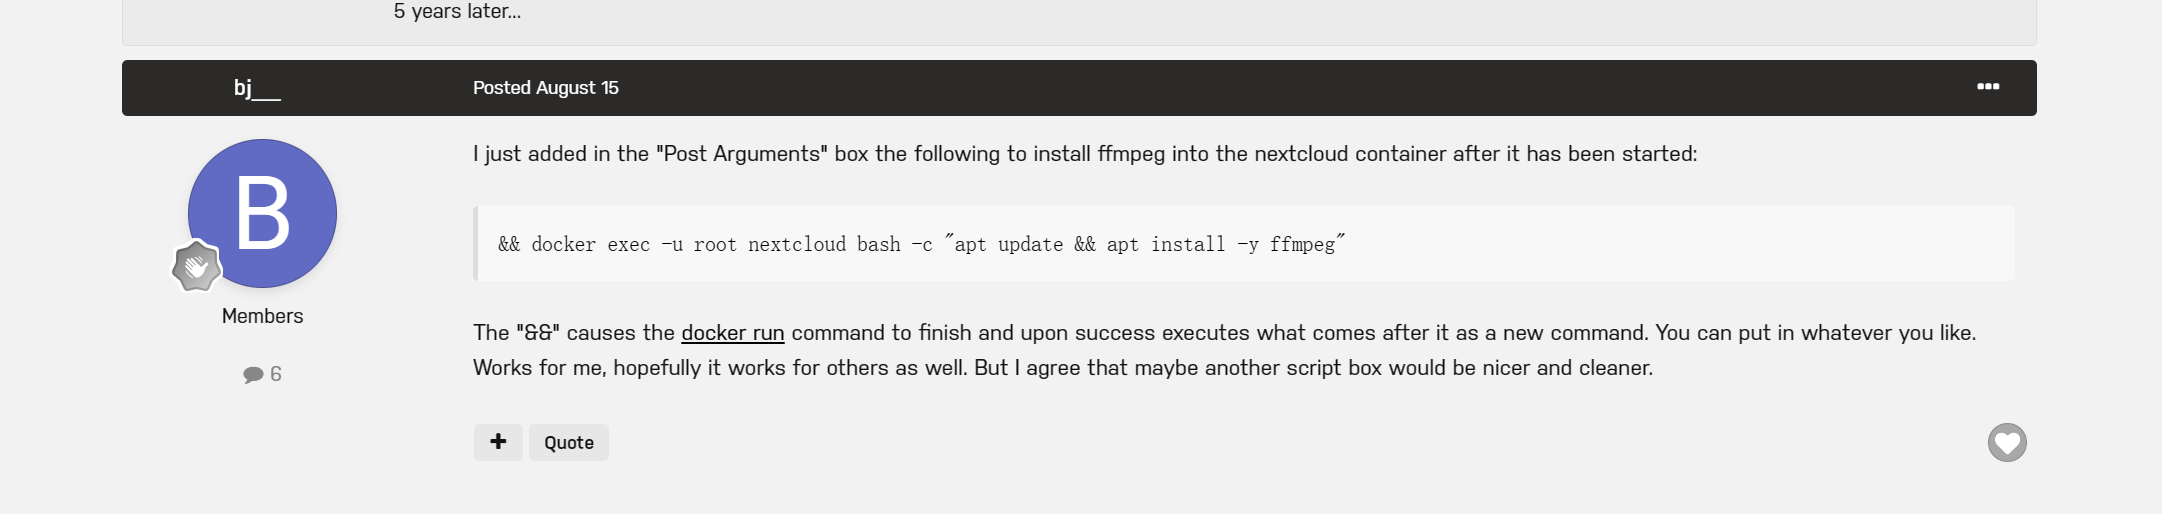 5 years later...
bj___
Posted August 15
I just added in the "Post Arguments" box the following to install ffmpeg into the nextcloud container after it has been started:
B
&& docker exec -u root nextcloud bash -c "apt update && apt install -y ffmpeg"
Members
The "&&" causes the docker run command to finish and upon success executes what comes after it as a new command. You can put in whatever you like.
Works for me, hopefully it works for others as well. But I agree that maybe another script box would be nicer and cleaner.
6
+ Quote